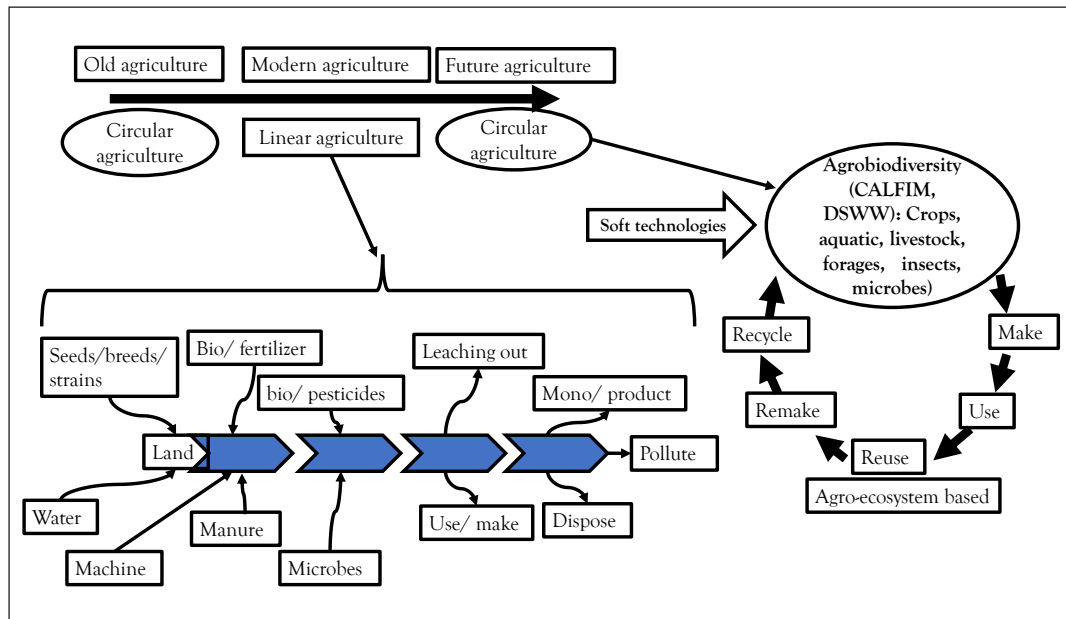 Old agriculture
Modern agriculture
Future agriculture
Circular
agriculture
Linear agriculture
Circular
agriculture
Agrobiodiversity
(CALFIM,
DSWW): Crops,
aquatic, livestock,
forages, insects,
microbes)
Soft technologies
Recycle
Make
Remake
Use
Reuse
Agro-ecosystem based
Seeds/breeds/
strains
Bio/ fertilizer
Leaching out
bio/ pesticides
Mono/ product
Land
Pollute
Water
Manure
Use/ make
Dispose
Machine
Microbes